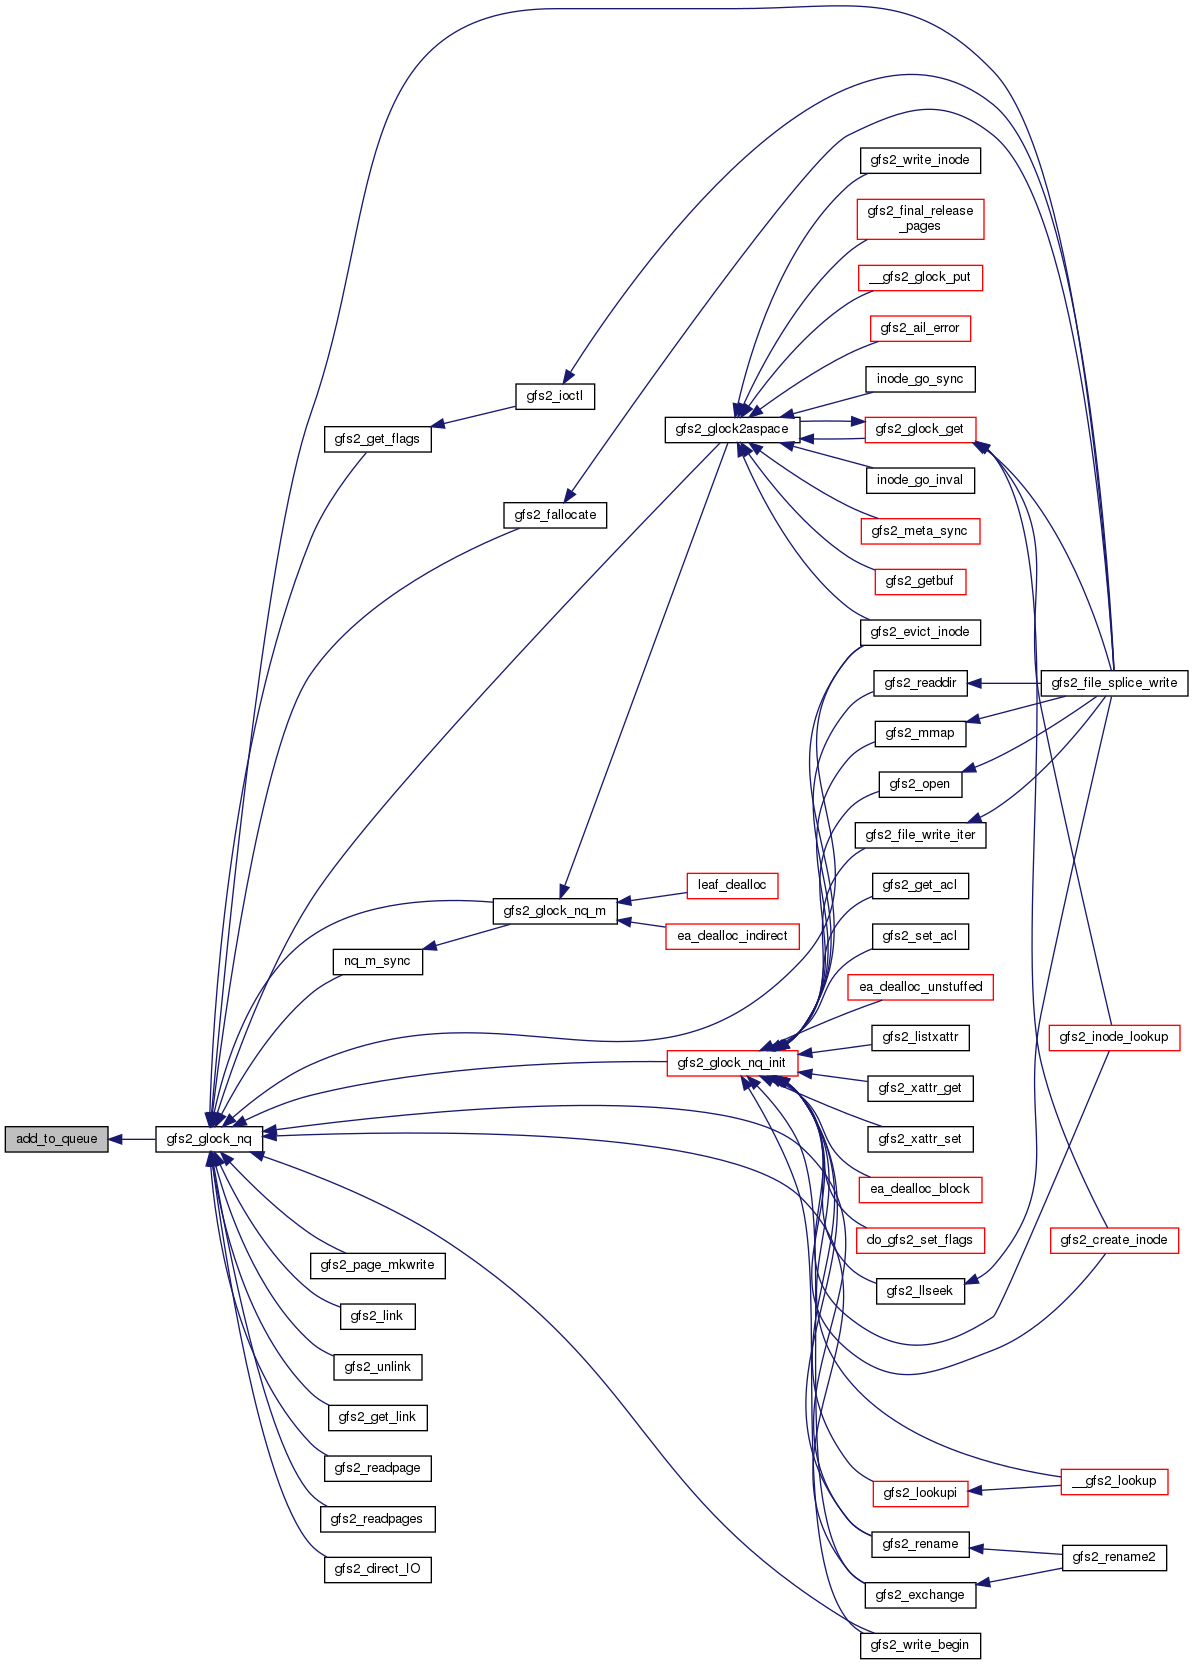 gfs2_write_inode
gfs2_final_release
_pages
__gfs2_glock_put
gfs2_ail_error
inode_go_sync
gfs2_ioctl
gfs2_glock2aspace
gfs2_glock_get
gfs2_get_flags
inode_go_inval
gfs2_fallocate
gfs2_meta_sync
gfs2_getbuf
gfs2_evict_inode
gfs2_readdir
gfs2_file_splice_write
gfs2_mmap
gfs2_open
gfs2_file_write_iter
leaf_dealloc
gfs2_get_acl
gfs2_glock_nq_m
ea_dealloc_indirect
gfs2_set_acl
nq_m_sync
ea_dealloc_unstuffed
gfs2_listxattr
gfs2_inode_lookup
gfs2_glock_nq_init
gfs2_xattr_get
add_to_queue
gfs2_glock_nq
gfs2_xattr_set
ea_dealloc_block
do_gfs2_set_flags
gfs2_create_inode
gfs2_page_mkwrite
gfs2_llseek
gfs2_link
gfs2_unlink
gfs2_get_link
gfs2_readpage
__gfs2_lookup
gfs2_lookupi
gfs2_readpages
gfs2_rename
gfs2_rename2
gfs2_direct_IO
gfs2_exchange
gfs2_write_begin